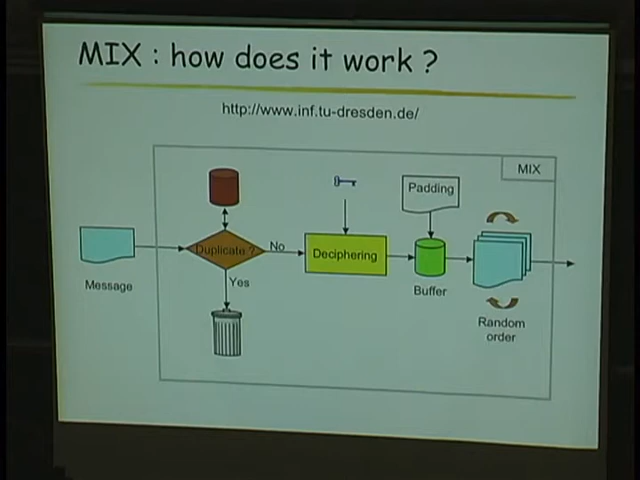 MIX : how does it work ?
http://www.inf.tu-dresden.de/
MIX
Padding
Duplicate ?
No
Deciphering
Message
Yes
Buffer
Random
order